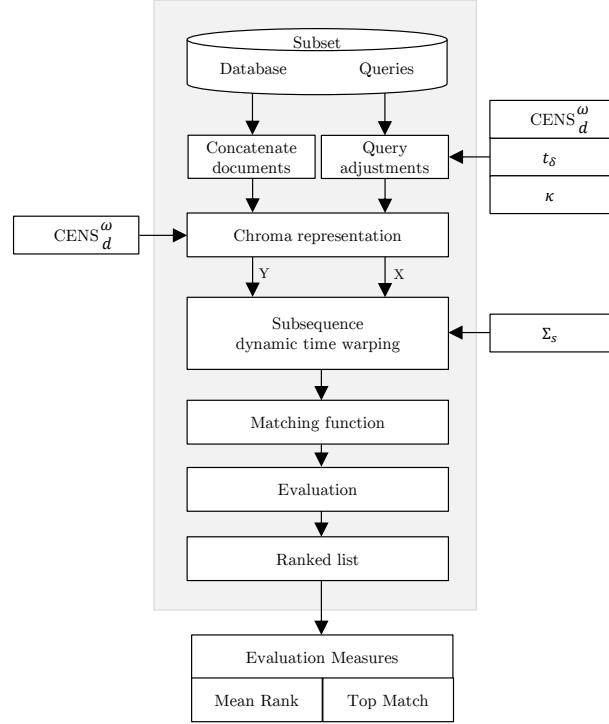 Subset
Database Queries
Concatenate
documents
Query
adjustments
CENS^ω_d
t_δ
κ
CENS^ω_d
Chroma representation
Y X
Subsequence
dynamic time warping
Σ_s
Matching function
Evaluation
Ranked list
Evaluation Measures
Mean Rank Top Match